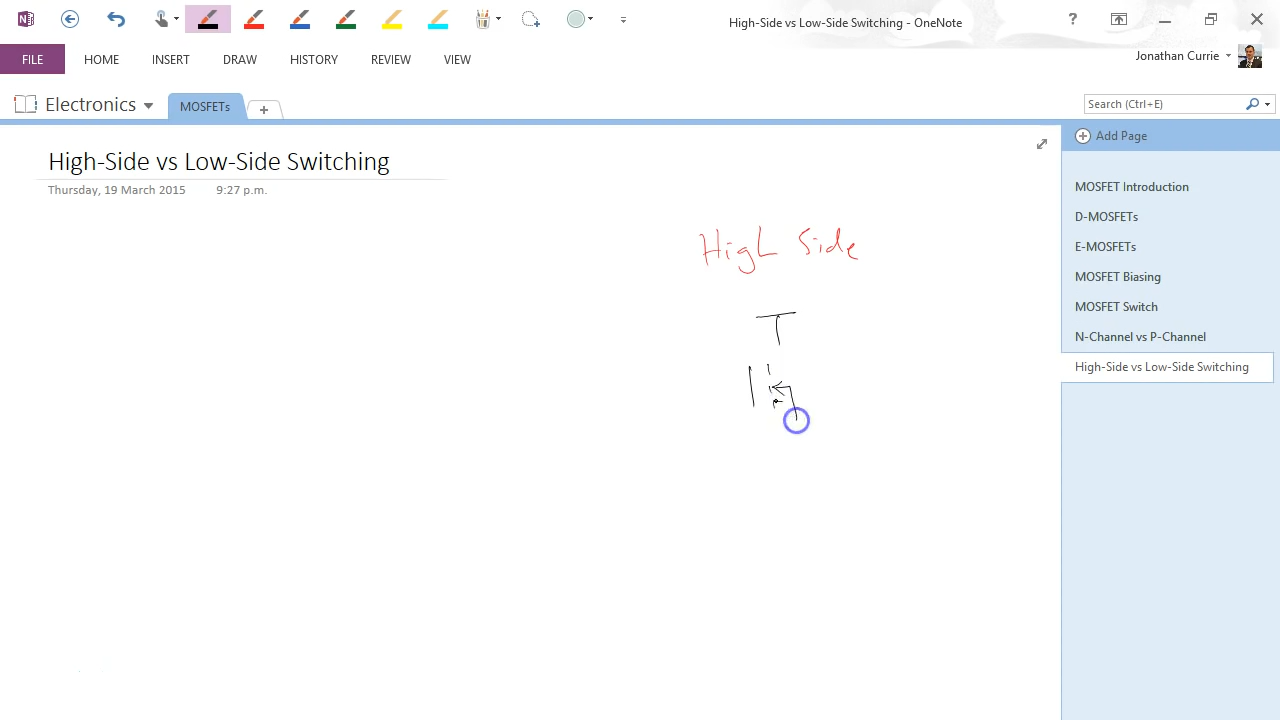 High-Side vs Low-Side Switching - OneNote
?
FILE HOME INSERT DRAW HISTORY REVIEW VIEW
Jonathan Currie
Electronics
MOSFETs
+
Search (Ctrl+E)
Add Page
High-Side vs Low-Side Switching
Thursday, 19 March 2015 9:27 p.m.
High Side
MOSFET Introduction
D-MOSFETs
E-MOSFETs
MOSFET Biasing
MOSFET Switch
N-Channel vs P-Channel
High-Side vs Low-Side Switching